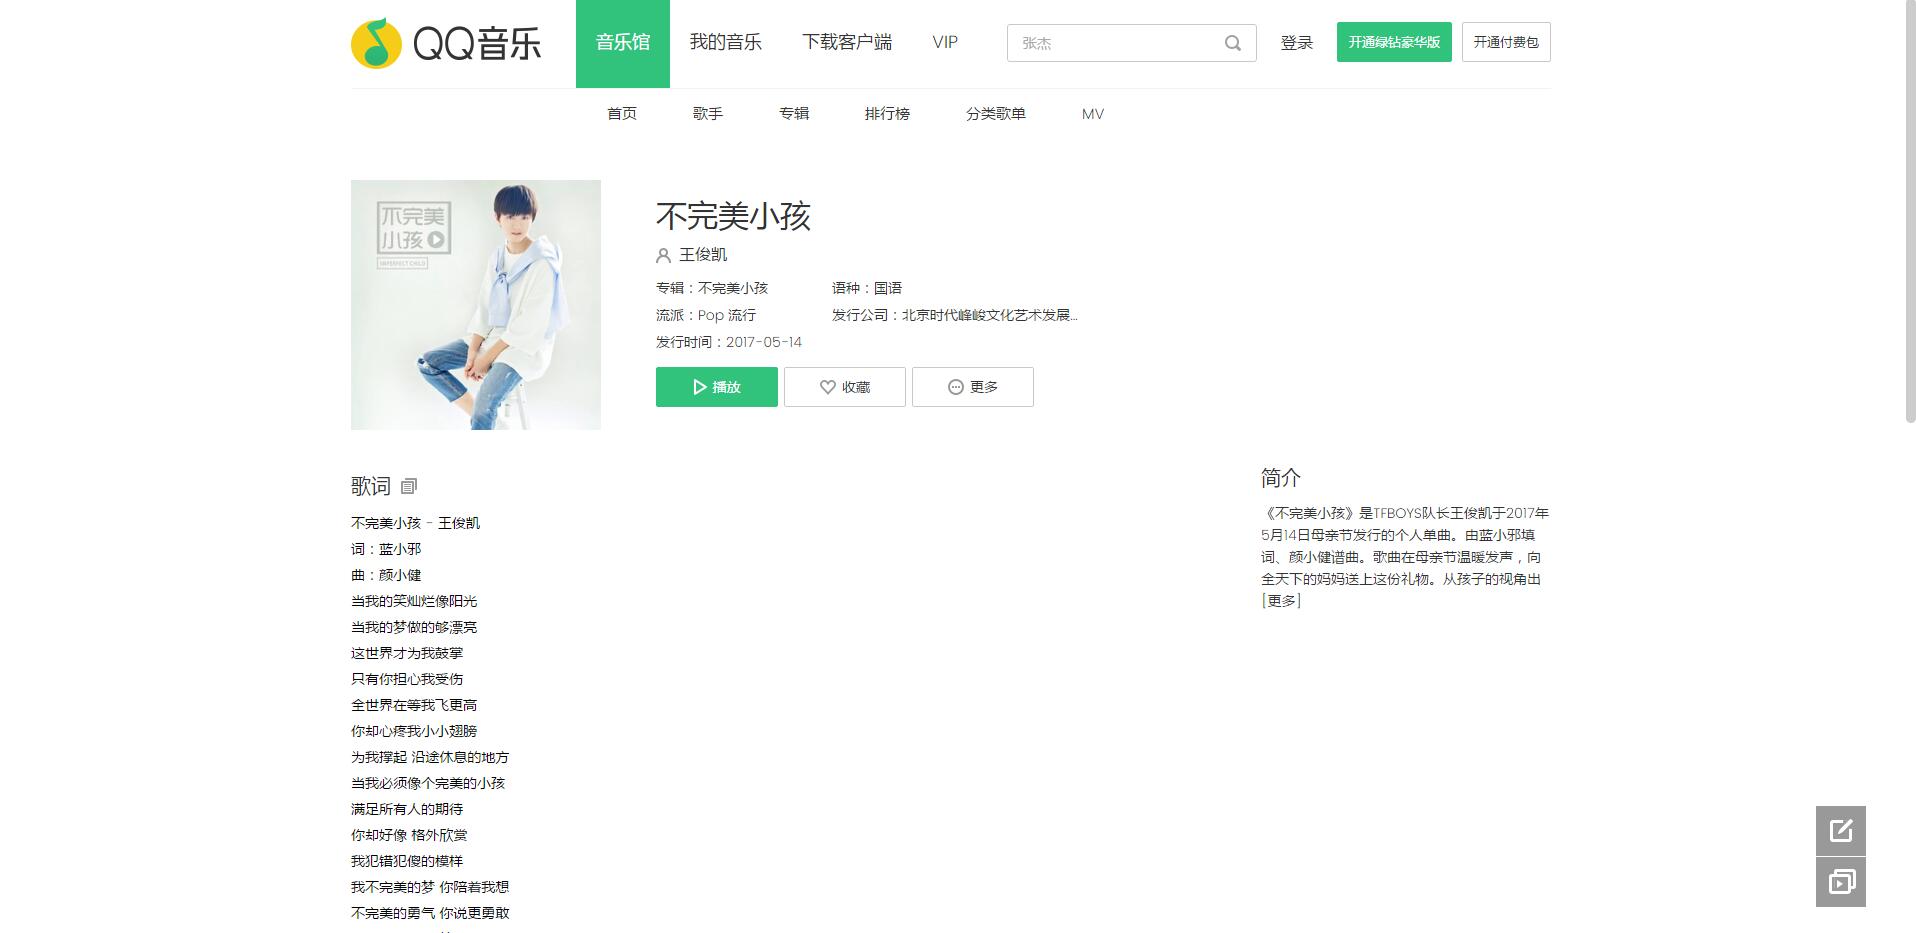 QQ音乐
音乐馆 我的音乐 下载客户端 VIP
张杰
登录
开通绿钻豪华版
开通付费包
首页 歌手 专辑 排行榜 分类歌单 MV
不完美
小孩
IMPERFECT CHILD
不完美小孩
王俊凯
专辑：不完美小孩 语种：国语
流派：Pop 流行 发行公司：北京时代峰峻文化艺术发展...
发行时间：2017-05-14
播放 收藏 更多
歌词
不完美小孩 - 王俊凯
词：蓝小邪
曲：颜小健
当我的笑灿烂像阳光
当我的梦做的够漂亮
这世界才为我鼓掌
只有你担心我受伤
全世界在等我飞更高
你却心疼我小小翅膀
为我撑起 沿途休息的地方
当我必须像个完美的小孩
满足所有人的期待
你却好像 格外欣赏
我犯错犯傻的模样
我不完美的梦 你陪着我想
不完美的勇气 你说更勇敢
简介
《不完美小孩》是TFBOYS队长王俊凯于2017年
5月14日母亲节发行的个人单曲。由蓝小邪填
词、颜小健谱曲。歌曲在母亲节温暖发声，向
全天下的妈妈送上这份礼物。从孩子的视角出
[更多]